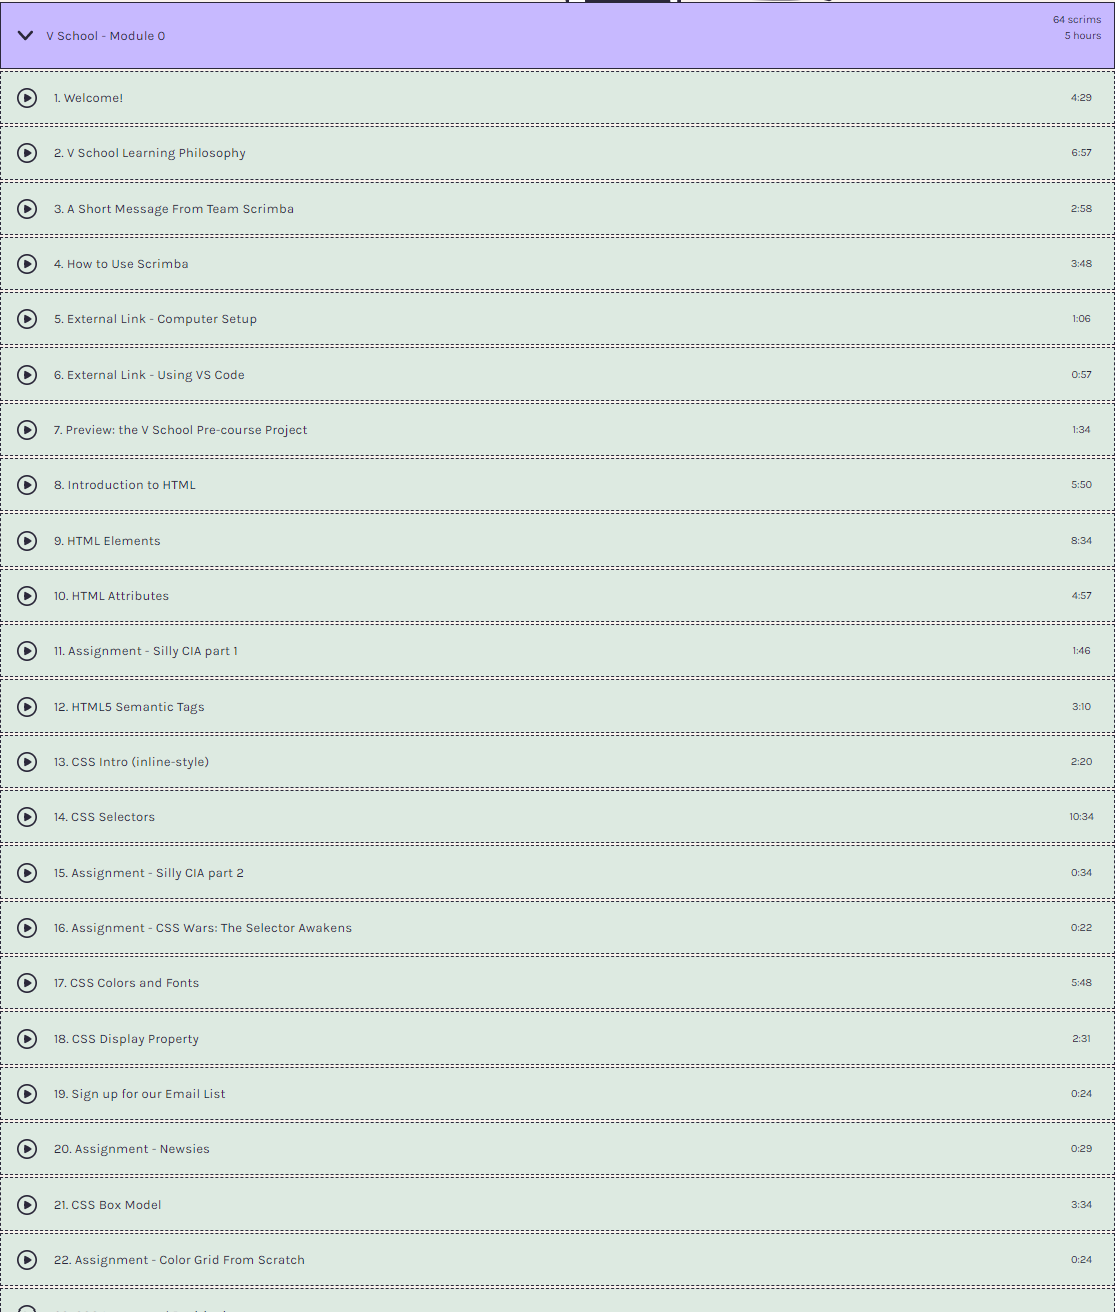 V School - Module 0
64 scrims
5 hours
1. Welcome! 4:29
2. V School Learning Philosophy 6:57
3. A Short Message From Team Scrimba 2:58
4. How to Use Scrimba 3:48
5. External Link - Computer Setup 1:06
6. External Link - Using VS Code 0:57
7. Preview: the V School Pre-course Project 1:34
8. Introduction to HTML 5:50
9. HTML Elements 8:34
10. HTML Attributes 4:57
11. Assignment - Silly CIA part 1 1:46
12. HTML5 Semantic Tags 3:10
13. CSS Intro (inline-style) 2:20
14. CSS Selectors 10:34
15. Assignment - Silly CIA part 2 0:34
16. Assignment - CSS Wars: The Selector Awakens 0:22
17. CSS Colors and Fonts 5:48
18. CSS Display Property 2:31
19. Sign up for our Email List 0:24
20. Assignment - Newsies 0:29
21. CSS Box Model 3:34
22. Assignment - Color Grid From Scratch 0:24